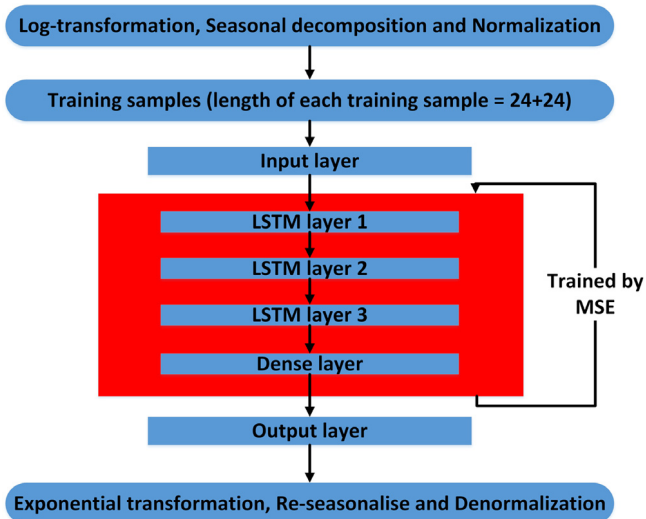 Log-transformation, Seasonal decomposition and Normalization
Training samples (length of each training sample = 24+24)
Input layer
LSTM layer 1
LSTM layer 2
LSTM layer 3
Dense layer
Trained by
MSE
Output layer
Exponential transformation, Re-seasonalise and Denormalization